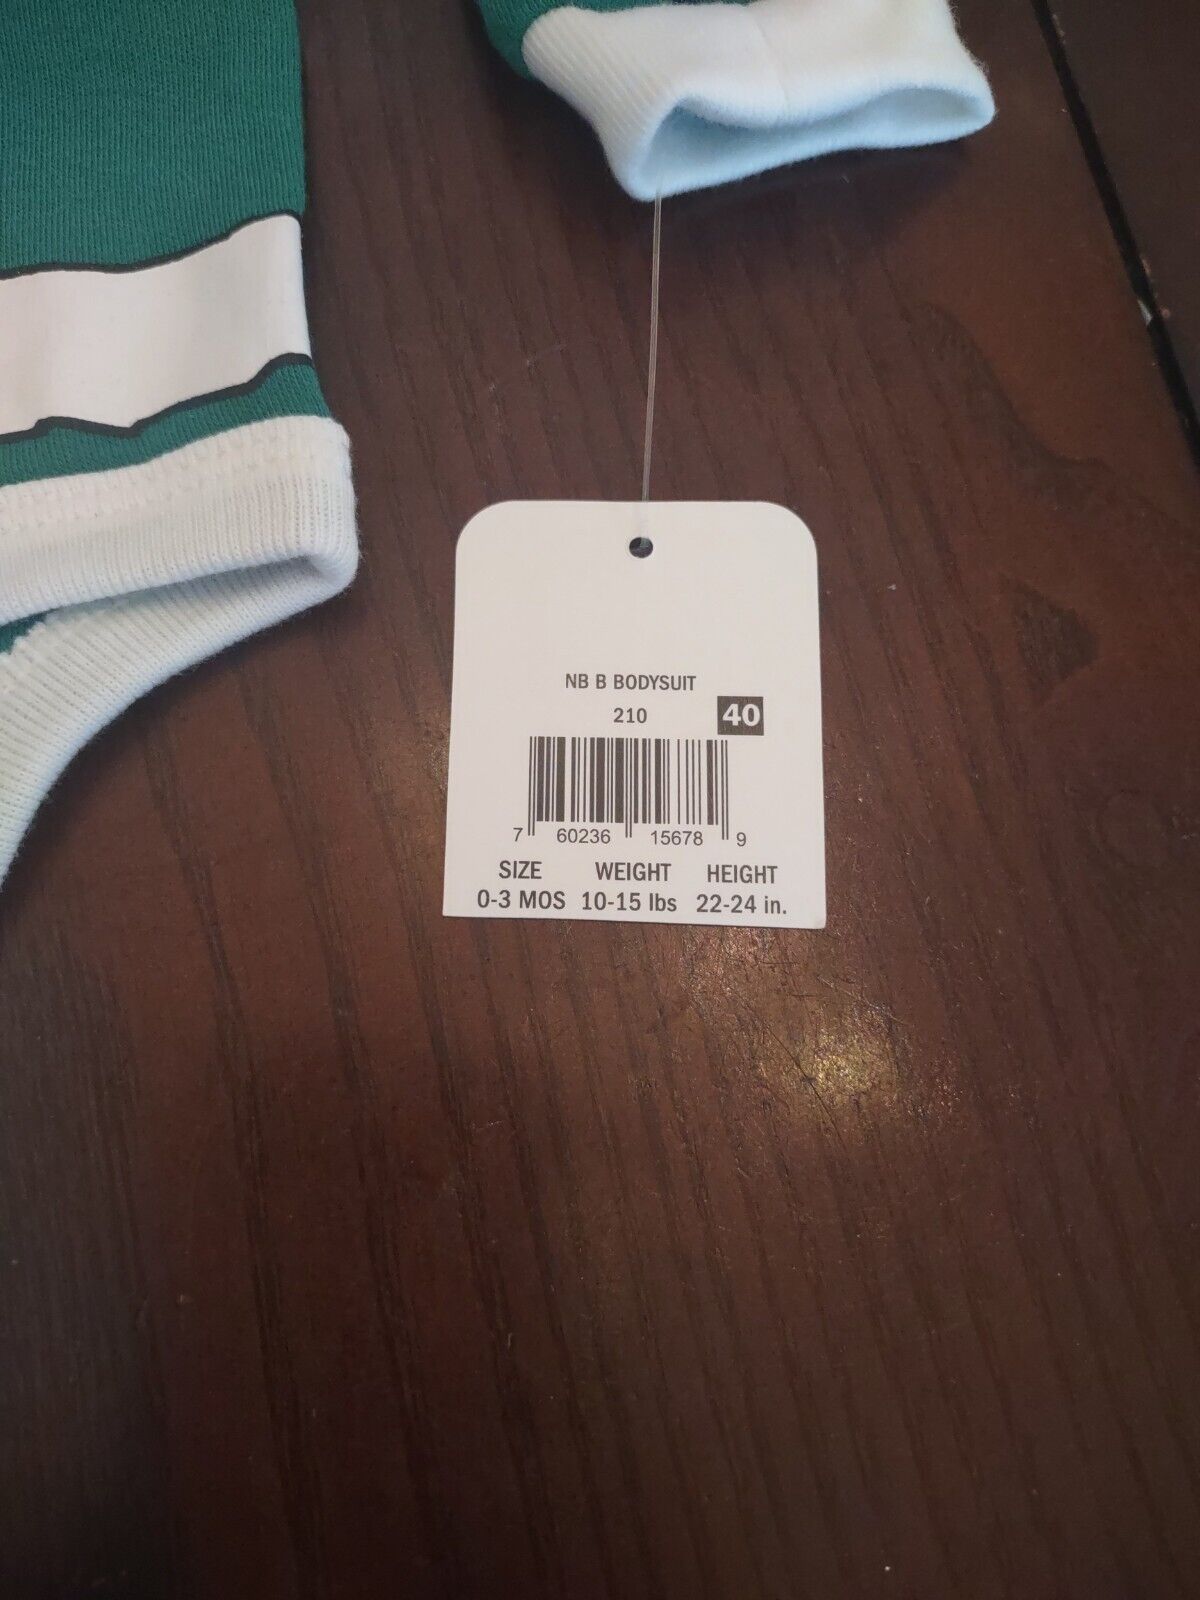 NB B BODYSUIT
210 40
7 60236 15678 9
SIZE WEIGHT HEIGHT
0-3 MOS 10-15 lbs 22-24 in.